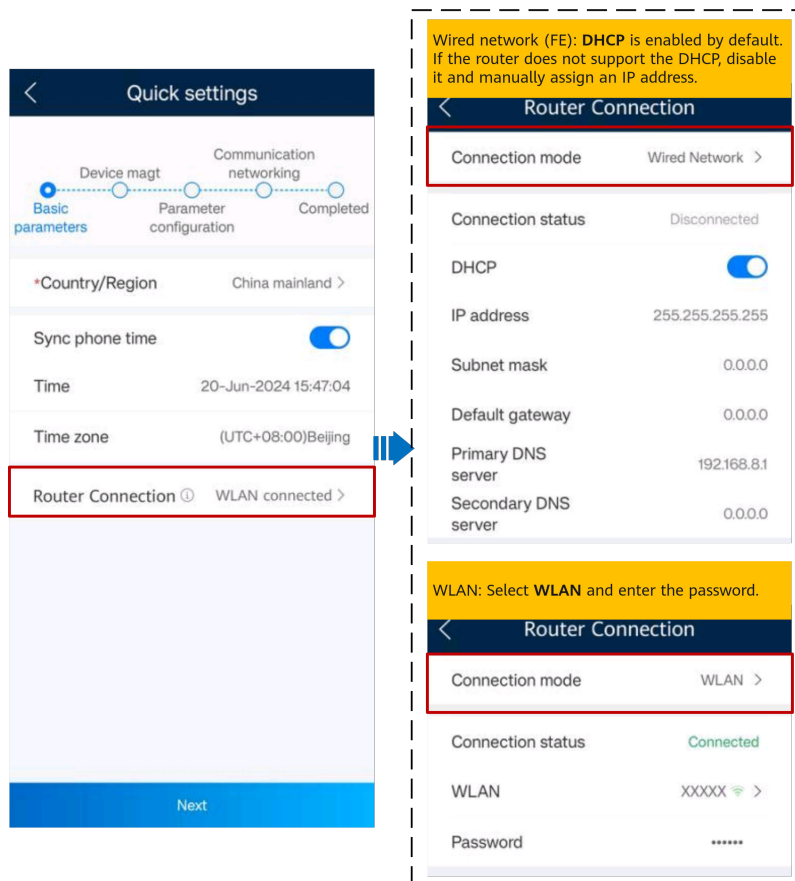 Quick settings
Device magt
Communication
networking
Basic
parameters
Parameter
configuration
Completed
*Country/Region China mainland >
Sync phone time
Time 20-Jun-2024 15:47:04
Time zone (UTC+08:00)Beijing
Router Connection ⓘ WLAN connected >
Next
Wired network (FE): DHCP is enabled by default.
If the router does not support the DHCP, disable
it and manually assign an IP address.
Router Connection
Connection mode Wired Network >
Connection status Disconnected
DHCP
IP address 255.255.255.255
Subnet mask 0.0.0.0
Default gateway 0.0.0.0
Primary DNS
server 192.168.8.1
Secondary DNS
server 0.0.0.0
WLAN: Select WLAN and enter the password.
Router Connection
Connection mode WLAN >
Connection status Connected
WLAN XXXXX >
Password ••••••